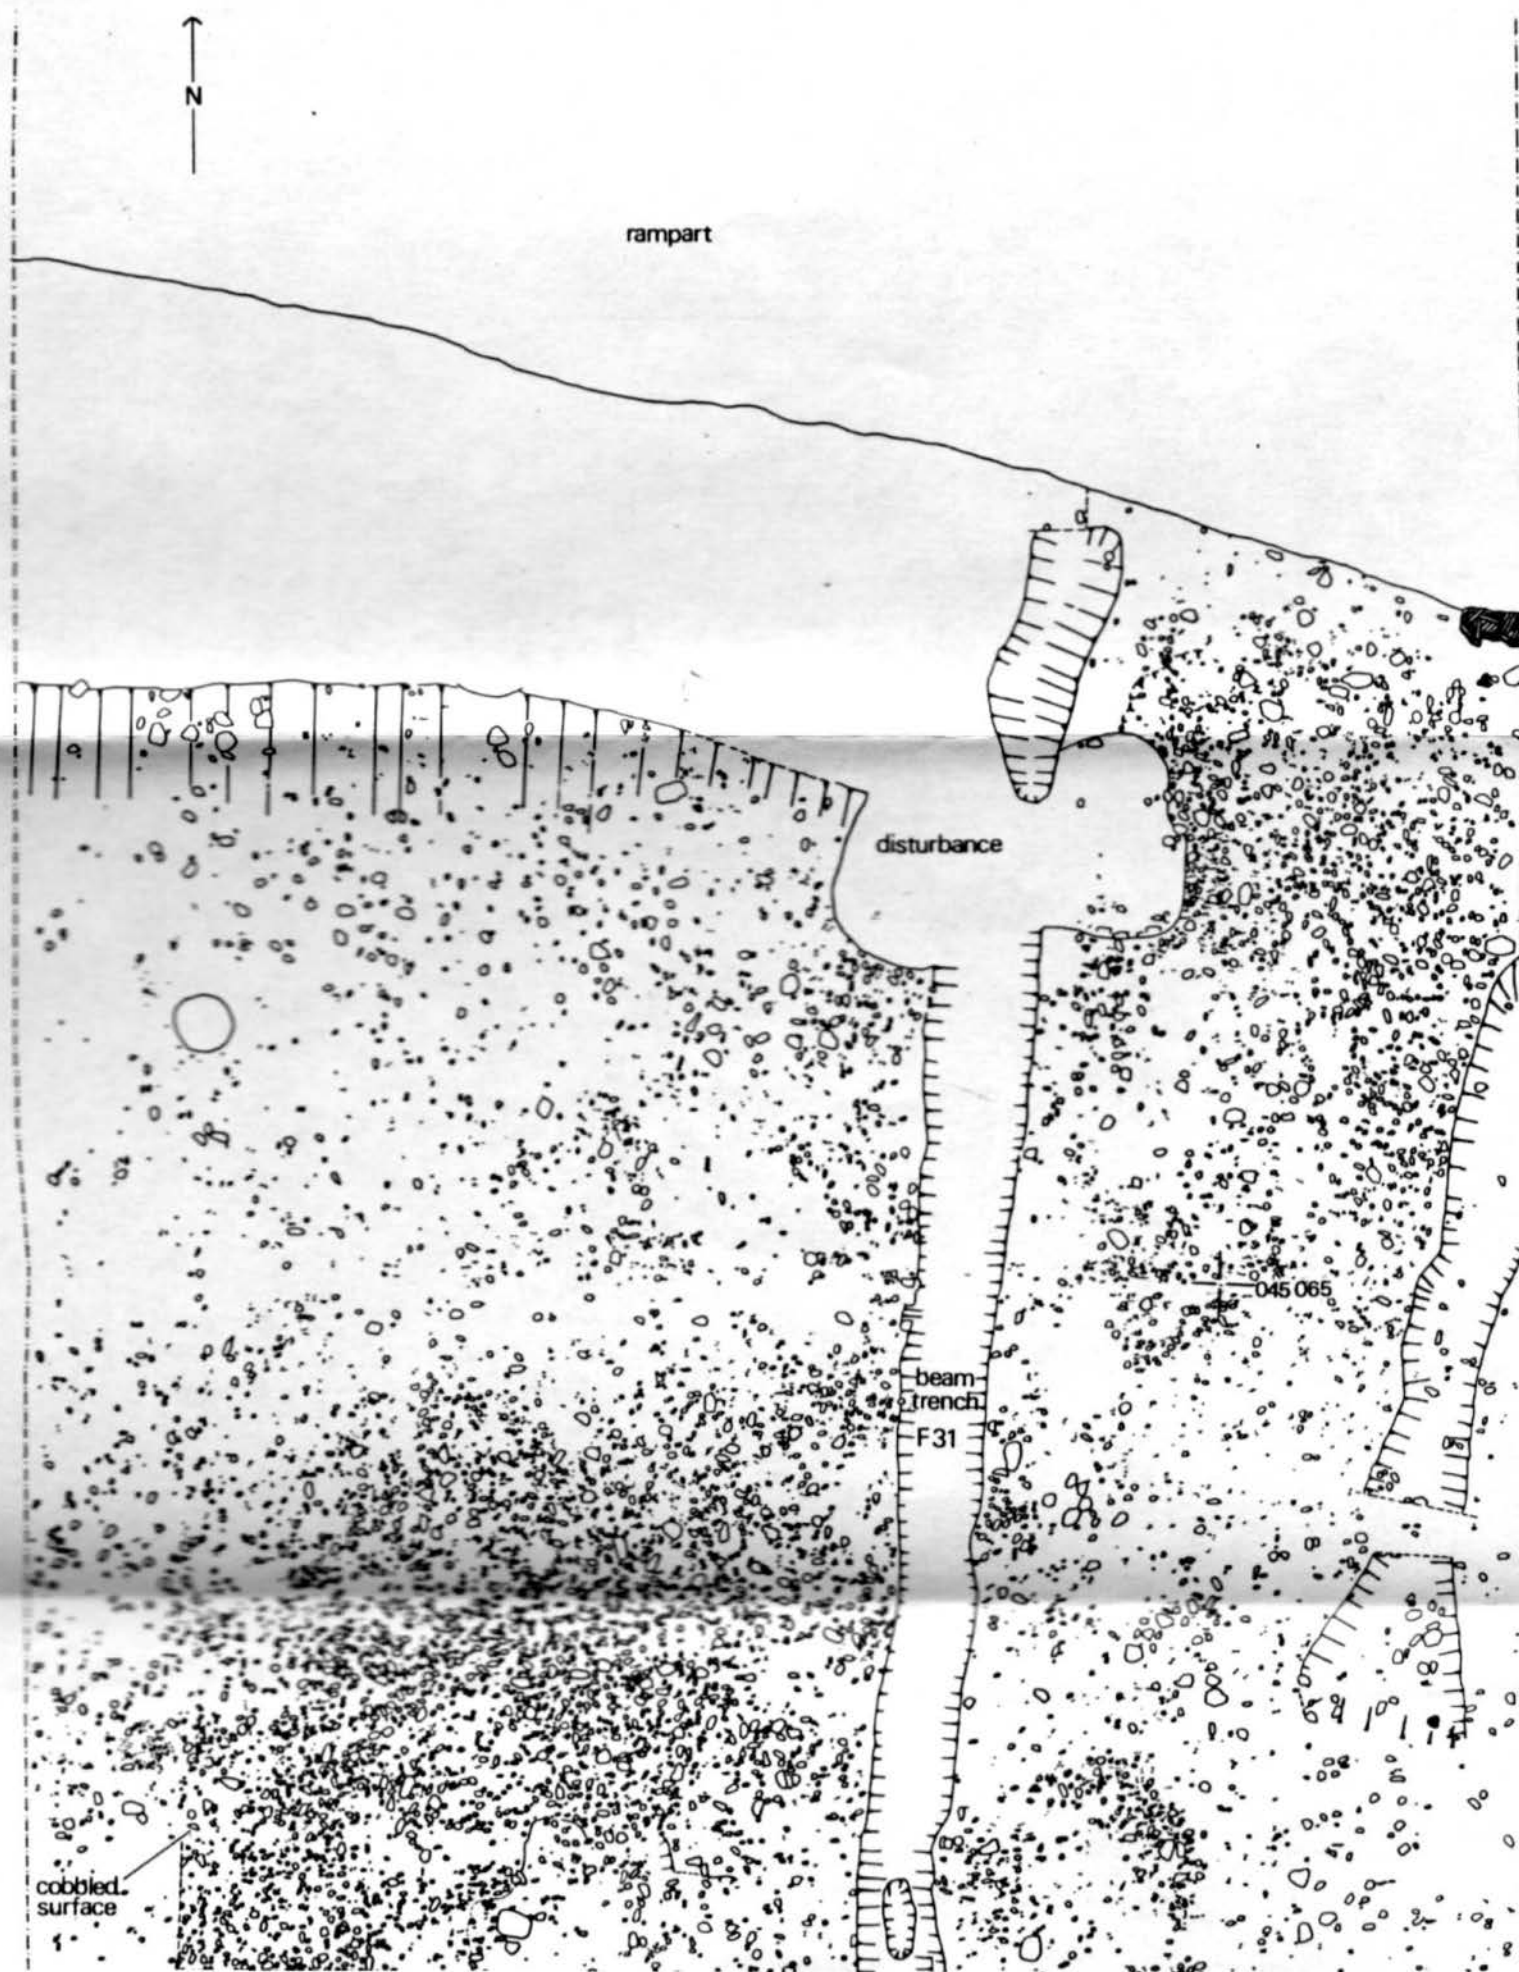 N
rampart
disturbance
045 065
beam
trench
F31
cobbled
surface